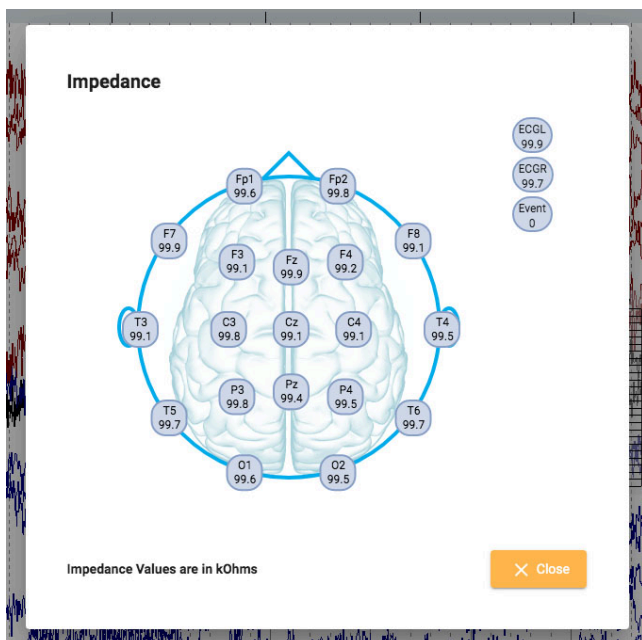 Impedance
ECGL
99.9
ECGR
99.7
Event
0
Fp1
99.6
Fp2
99.8
F7
99.9
F8
99.1
F3
99.1
Fz
99.9
F4
99.2
T3
99.1
C3
99.8
Cz
99.1
C4
99.1
T4
99.5
P3
99.8
Pz
99.4
P4
99.5
T5
99.7
T6
99.7
O1
99.6
O2
99.5
Impedance Values are in kOhms
Close